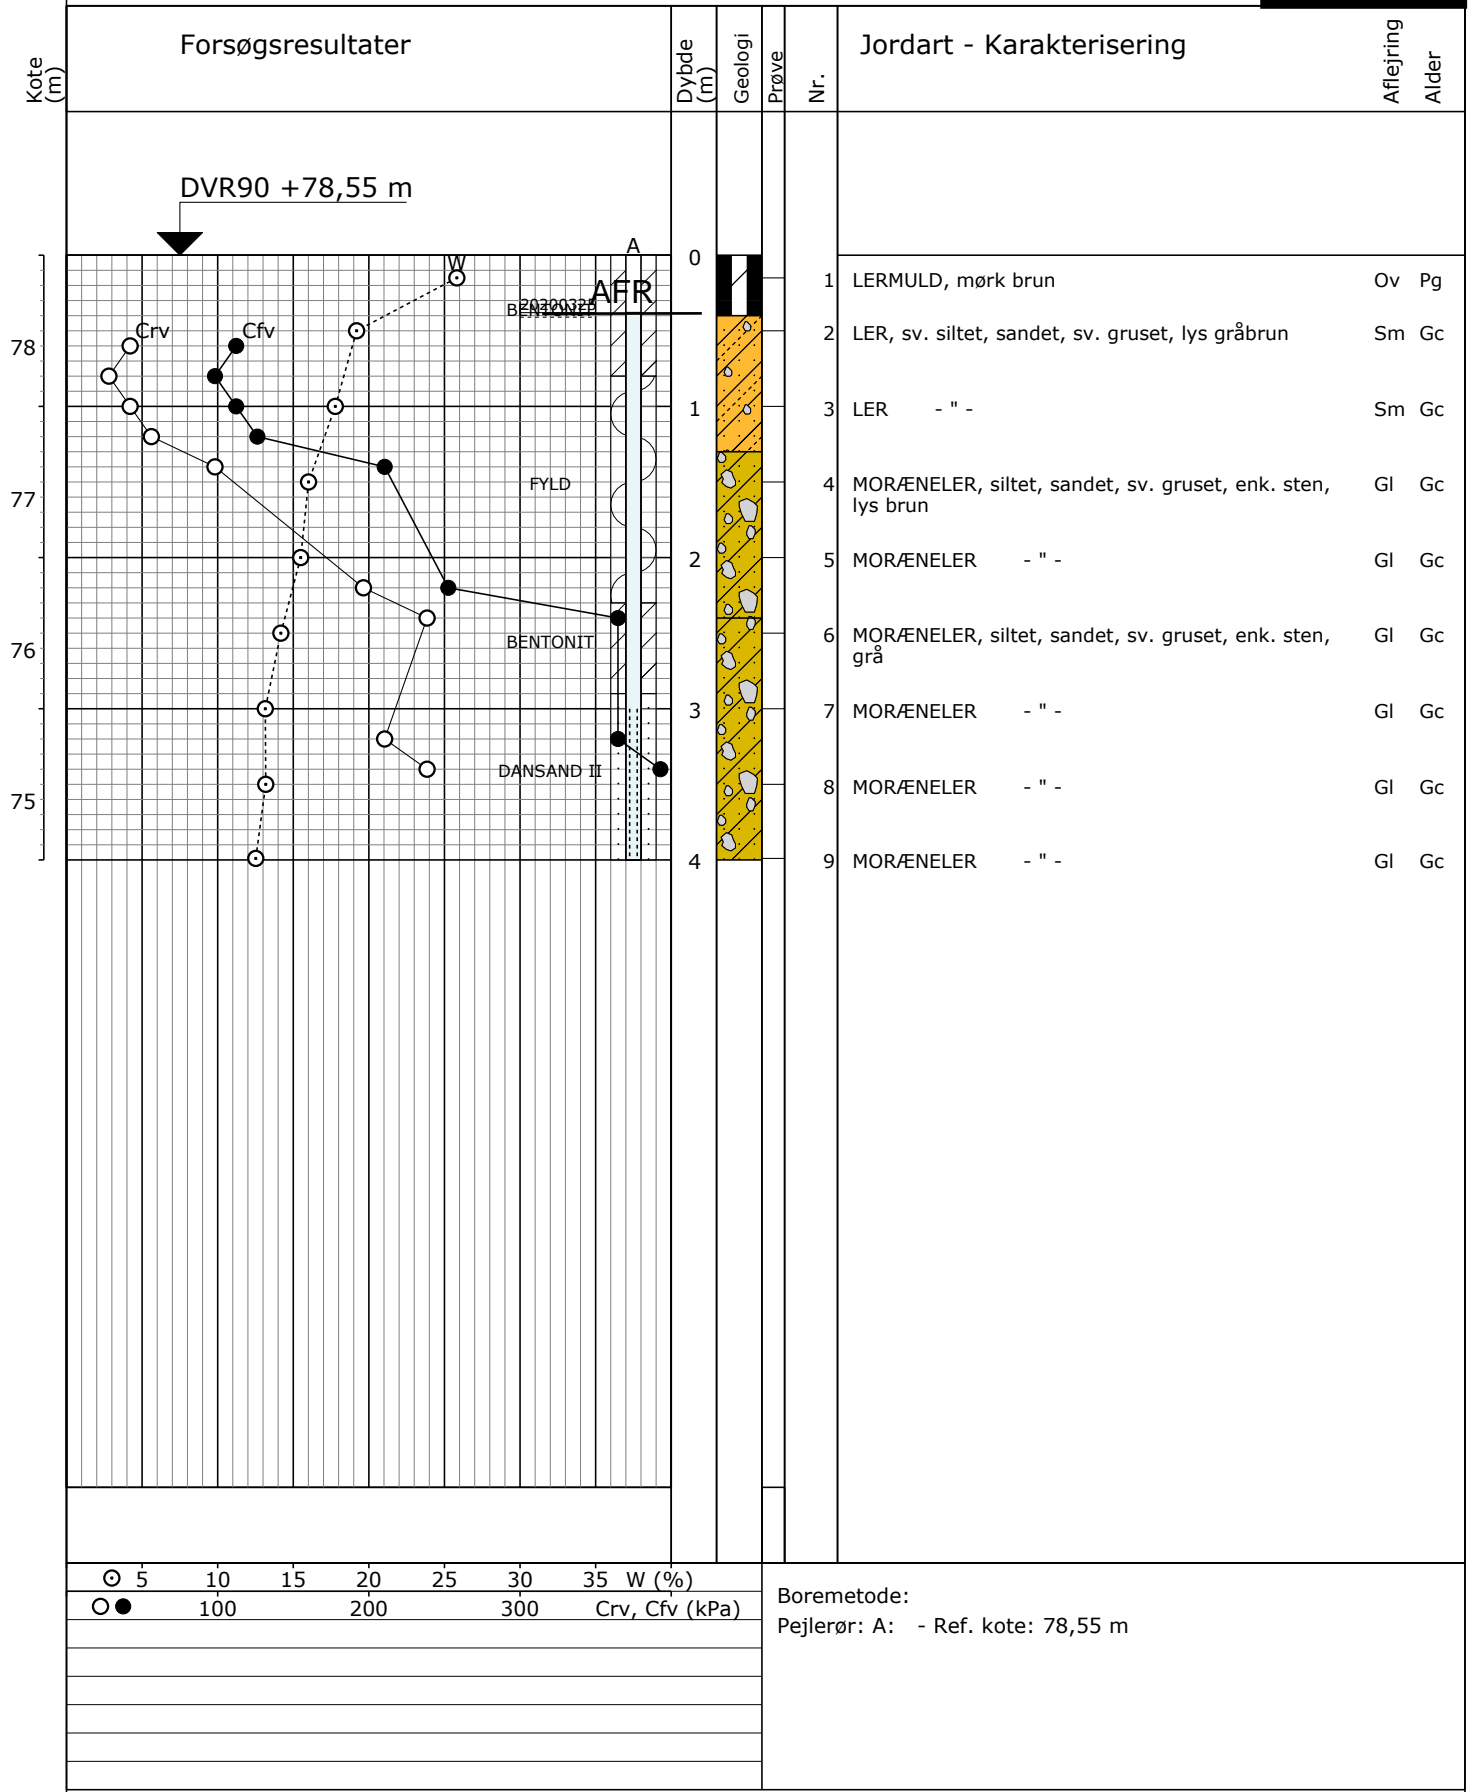 Kote (m)
Forsøgsresultater
Dybde (m)
Geologi
Prøve
Nr.
Jordart - Karakterisering
Aflejring
Alder
DVR90 +78,55 m
A
0
W
1 LERMULD, mørk brun Ov Pg
AFR
20200325
BENTONIT
Crv
Cfv
2 LER, sv. siltet, sandet, sv. gruset, lys gråbrun Sm Gc
78
1
3 LER - " - Sm Gc
FYLD
4 MORÆNELER, siltet, sandet, sv. gruset, enk. sten,
lys brun
Gl Gc
77
2
5 MORÆNELER - " - Gl Gc
BENTONIT
6 MORÆNELER, siltet, sandet, sv. gruset, enk. sten,
grå
Gl Gc
76
3
7 MORÆNELER - " - Gl Gc
DANSAND II
8 MORÆNELER - " - Gl Gc
75
4
9 MORÆNELER - " - Gl Gc
5 10 15 20 25 30 35 W (%)
100 200 300 Crv, Cfv (kPa)
Boremetode:
Pejlerør: A: - Ref. kote: 78,55 m